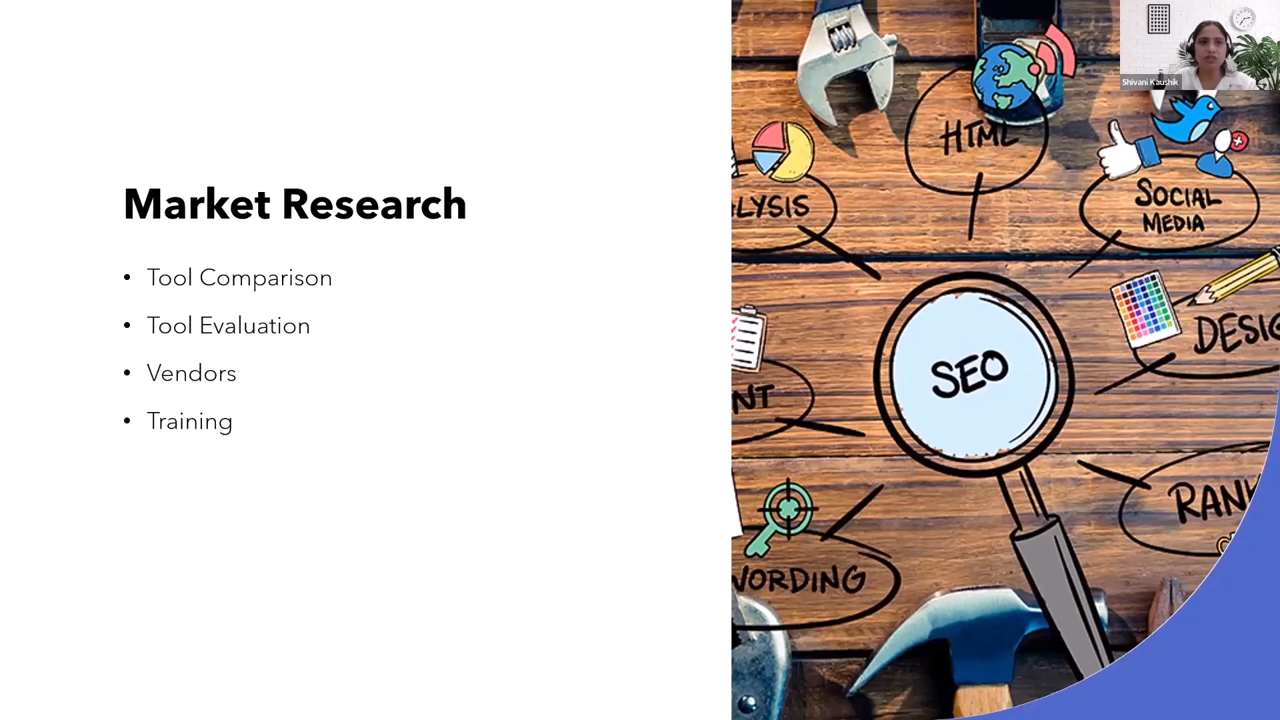 Market Research
• Tool Comparison
• Tool Evaluation
• Vendors
• Training
HTML
LYSIS
SOCIAL
MEDIA
DESIG
SEO
NT
RANK
WORDING
Shivani Kaushik